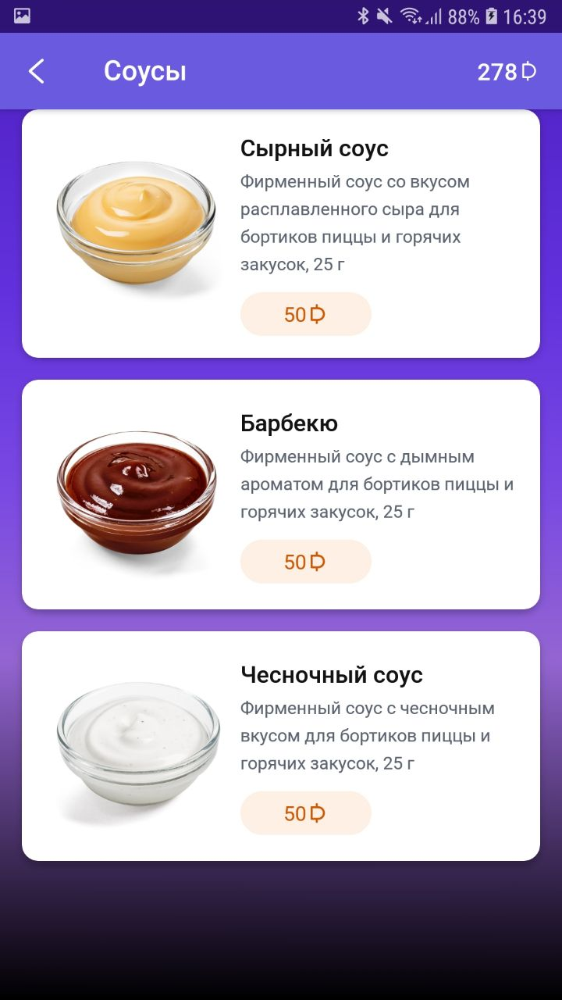 88% 16:39
Соусы
278
Сырный соус
Фирменный соус со вкусом
расплавленного сыра для
бортиков пиццы и горячих
закусок, 25 г
50
Барбекю
Фирменный соус с дымным
ароматом для бортиков пиццы и
горячих закусок, 25 г
50
Чесночный соус
Фирменный соус с чесночным
вкусом для бортиков пиццы и
горячих закусок, 25 г
50